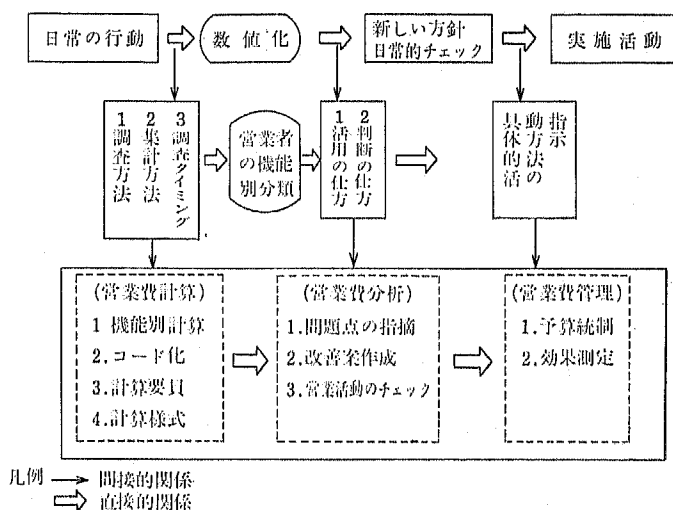 日常の行動
数値化
新しい方針
日常的チェック
実施活動
1 調査方法
2 集計方法
3 調査タイミング
営業者
の機能
別分類
1 活用の仕方
2 判断の仕方
具体的活
動方法の
指示
(営業費計算)
1 機能別計算
2.コード化
3.計算要員
4.計算様式
(営業費分析)
1.問題点の指摘
2.改善案作成
3.営業活動のチェック
(営業費管理)
1.予算統制
2.効果測定
凡例 → 間接的関係
⇨ 直接的関係